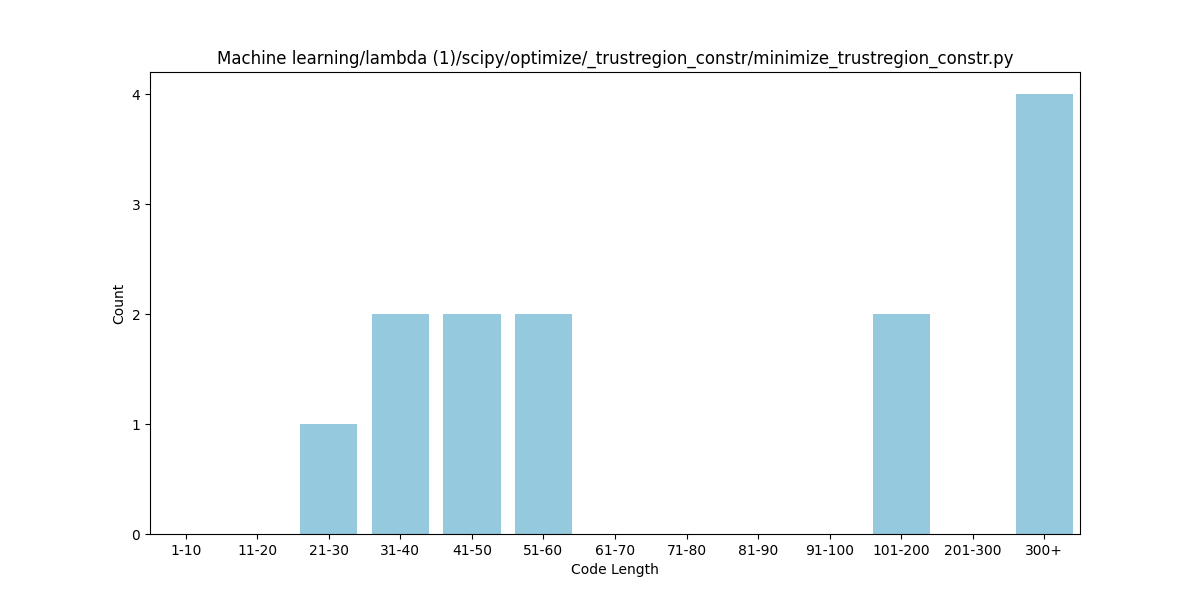 Machine learning/lambda (1)/scipy/optimize/_trustregion_constr/minimize_trustregion_constr.py
4
3
2
1
0
Count
1-10 11-20 21-30 31-40 41-50 51-60 61-70 71-80 81-90 91-100 101-200 201-300 300+
Code Length